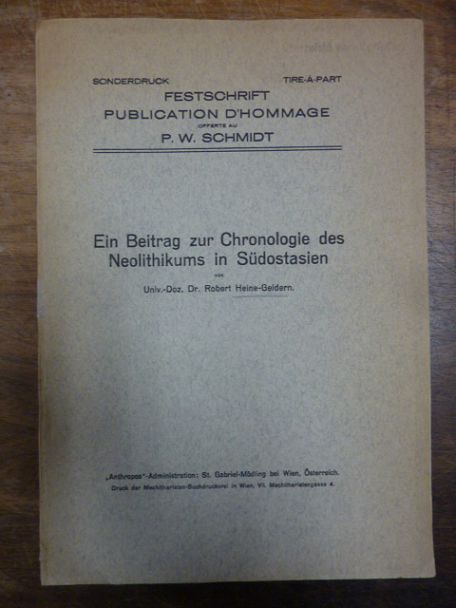 SONDERDRUCK TIRE-À-PART
FESTSCHRIFT
PUBLICATION D'HOMMAGE
OFFERTE AU
P. W. SCHMIDT
Ein Beitrag zur Chronologie des
Neolithikums in Südostasien
von
Univ.-Doz. Dr. Robert Heine-Geldern.
„Anthropos“-Administration: St. Gabriel-Mödling bei Wien, Österreich.
Druck der Mechitharisten-Buchdruckerei in Wien, VII. Mechitharistengasse 4.